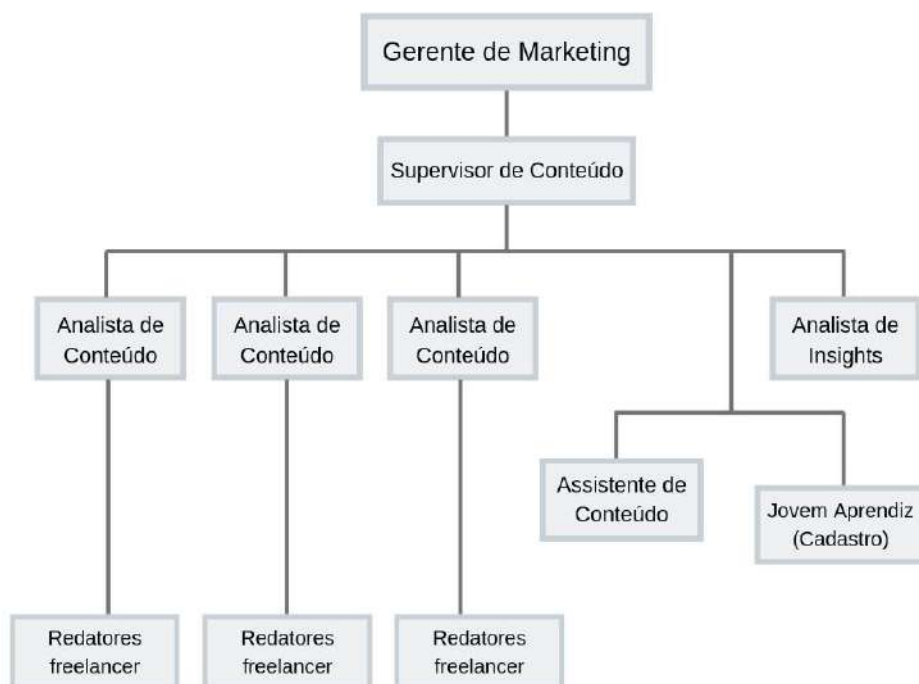 Gerente de Marketing
Supervisor de Conteúdo
Analista de
Conteúdo
Analista de
Conteúdo
Analista de
Conteúdo
Analista de
Insights
Assistente de
Conteúdo
Jovem Aprendiz
(Cadastro)
Redatores
freelancer
Redatores
freelancer
Redatores
freelancer